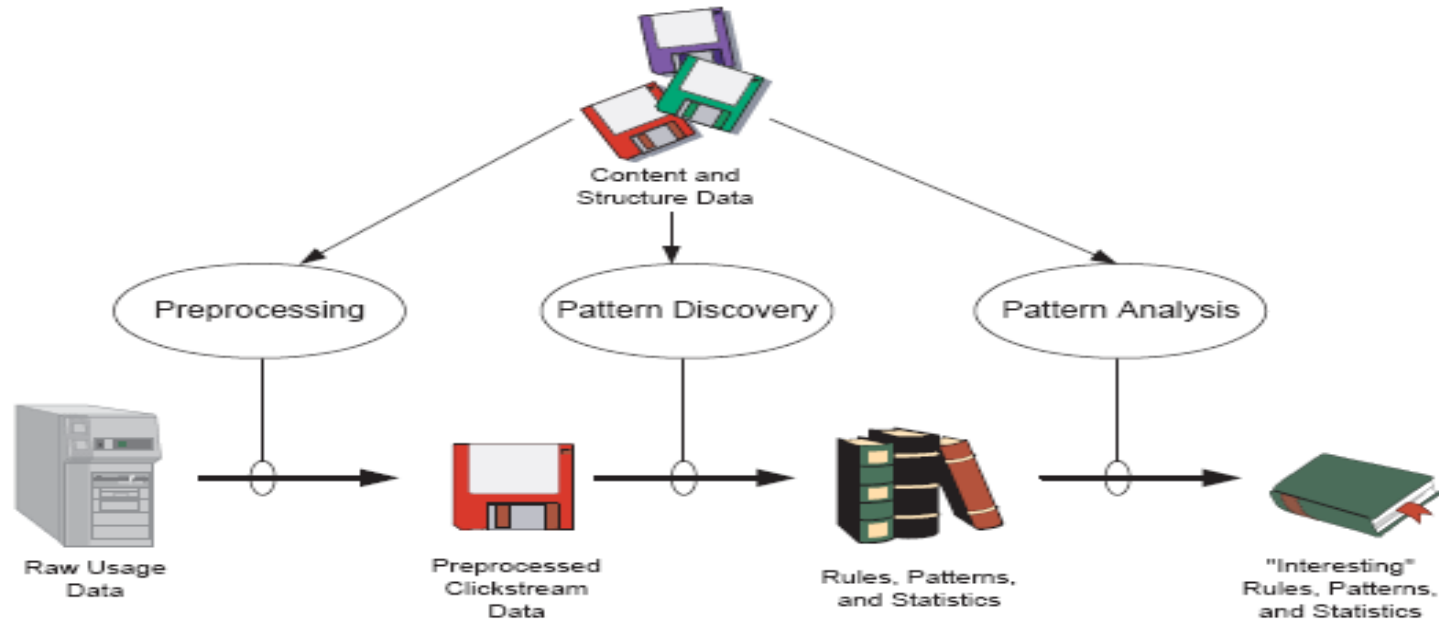 Content and
Structure Data
Preprocessing
Pattern Discovery
Pattern Analysis
Raw Usage
Data
Preprocessed
Clickstream
Data
Rules, Patterns,
and Statistics
"Interesting"
Rules, Patterns,
and Statistics